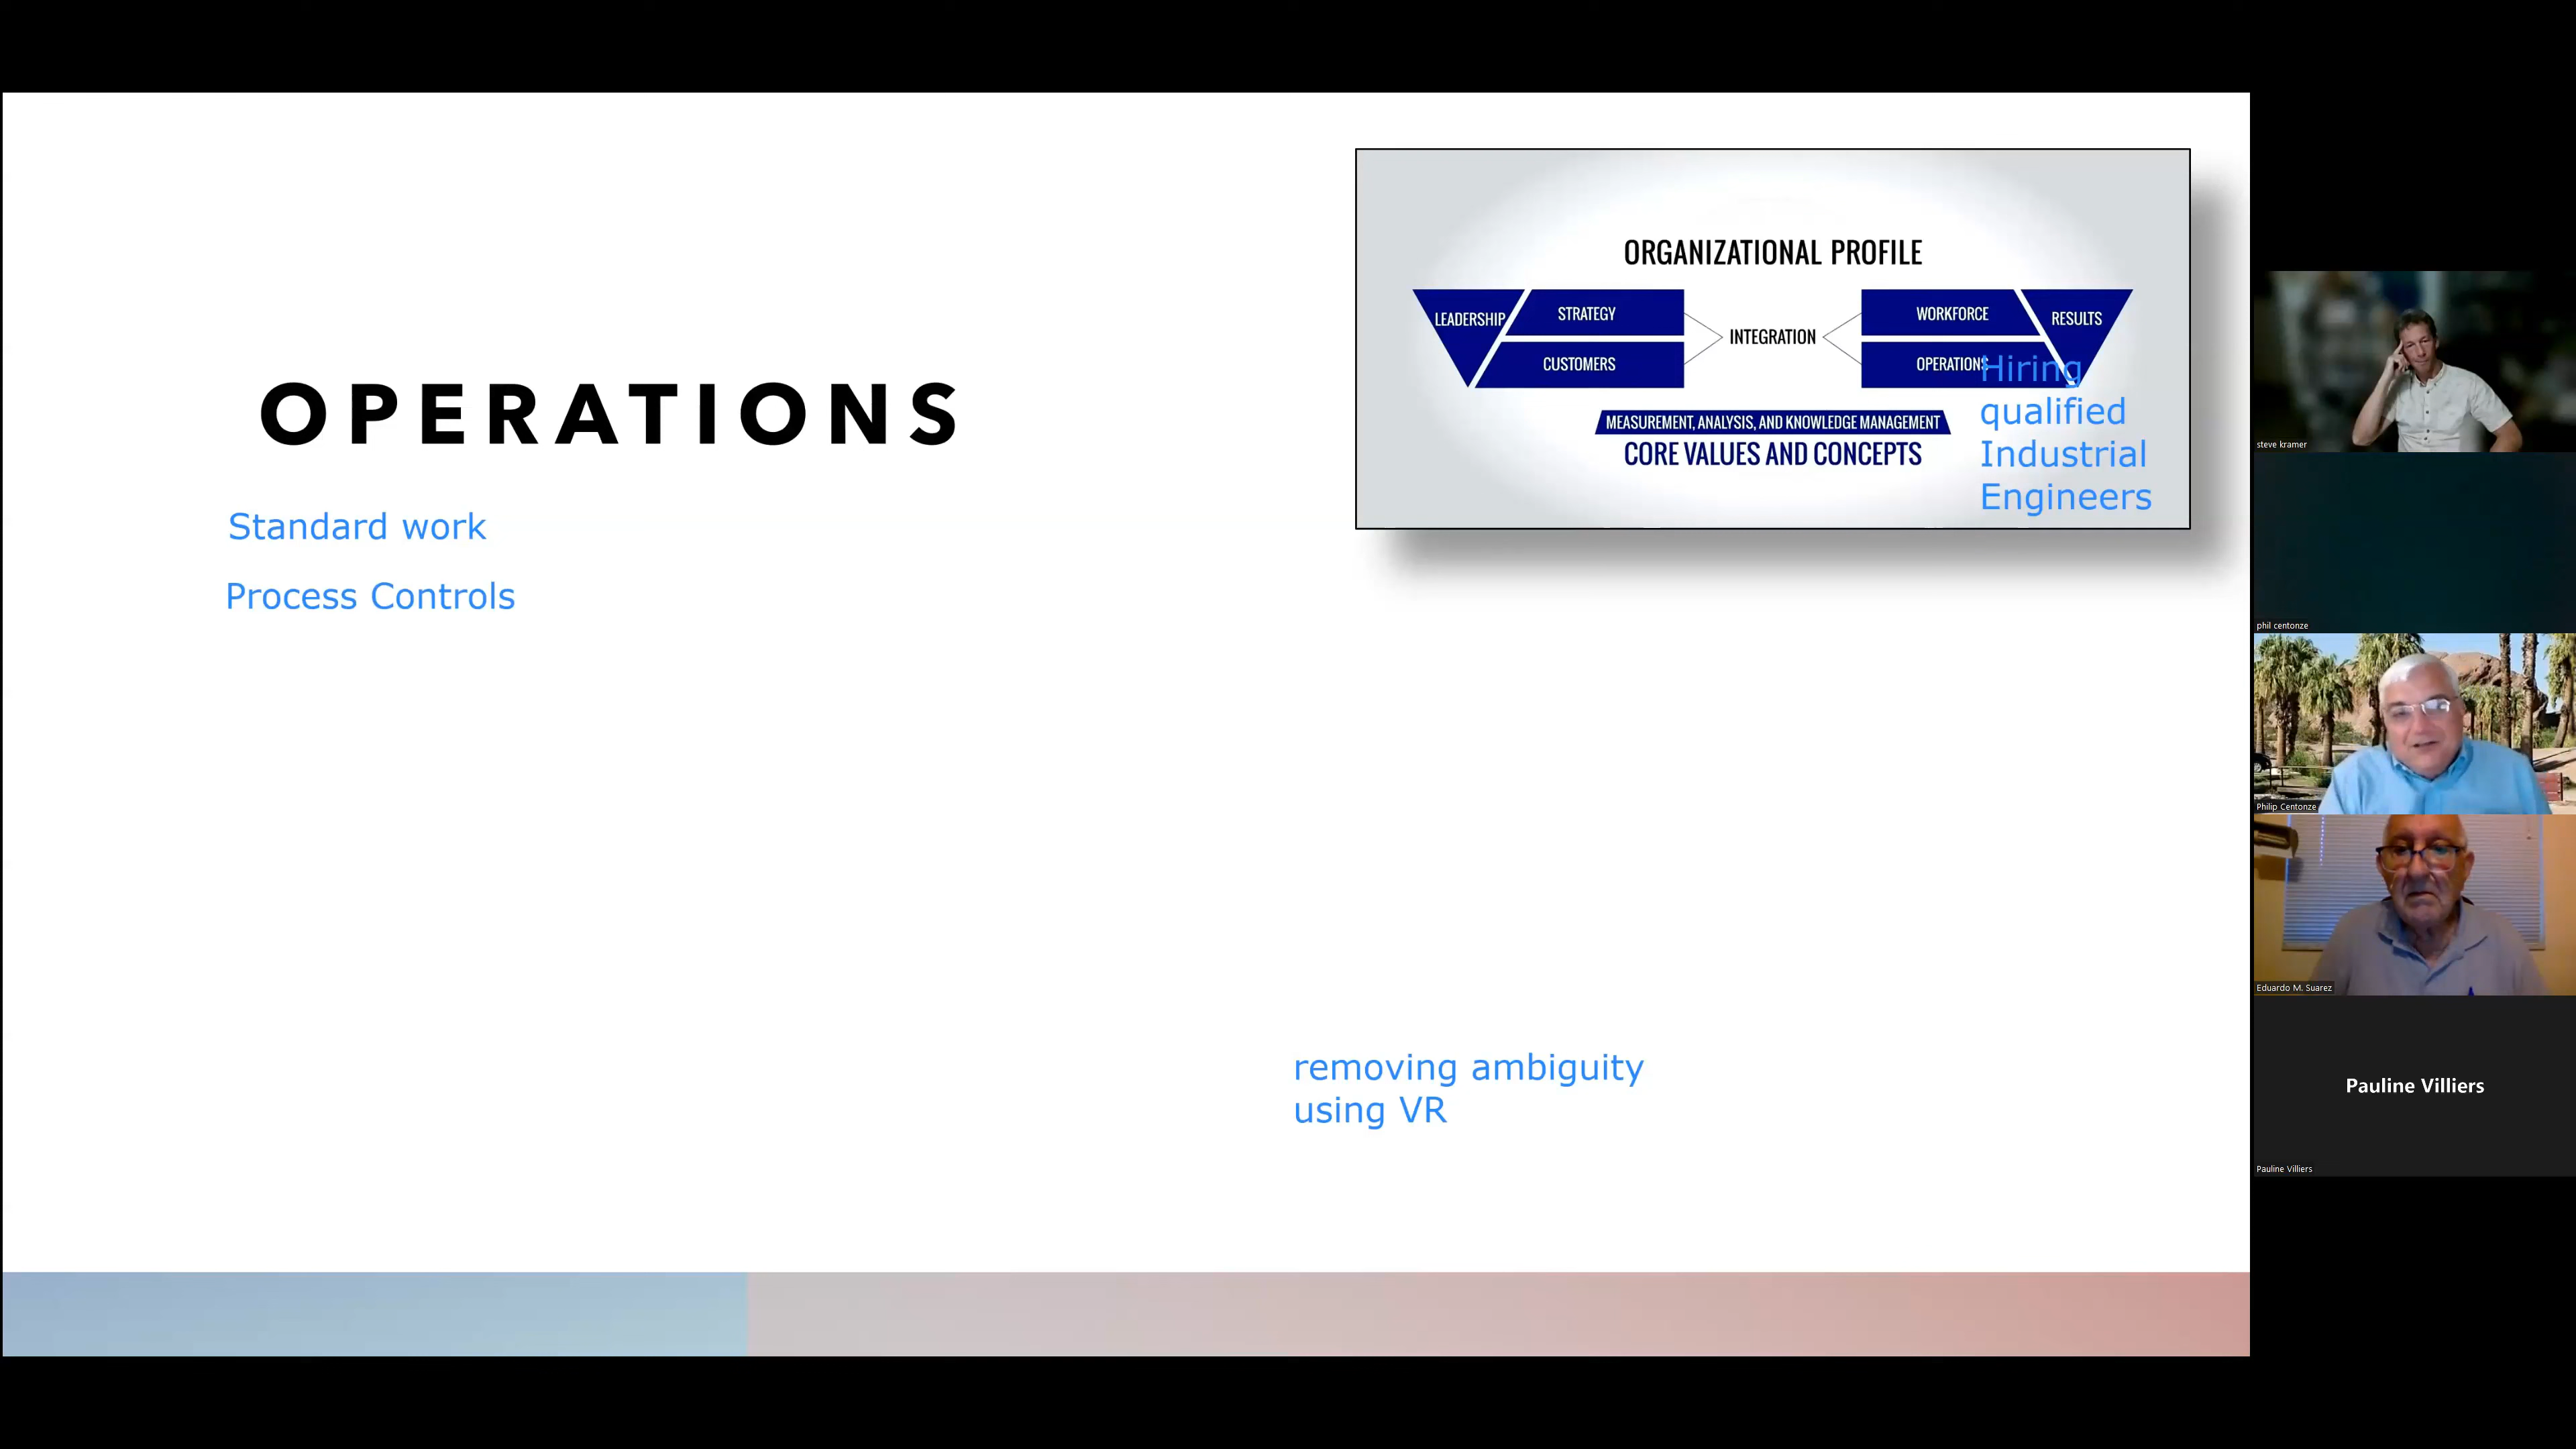 ORGANIZATIONAL PROFILE
LEADERSHIP
STRATEGY
CUSTOMERS
INTEGRATION
WORKFORCE
OPERATIONS
RESULTS
MEASUREMENT, ANALYSIS, AND KNOWLEDGE MANAGEMENT
CORE VALUES AND CONCEPTS
Hiring
qualified
Industrial
Engineers
OPERATIONS
Standard work
Process Controls
removing ambiguity
using VR
steve kramer
phil centonze
Philip Centonze
Eduardo M. Suarez
Pauline Villiers
Pauline Villiers